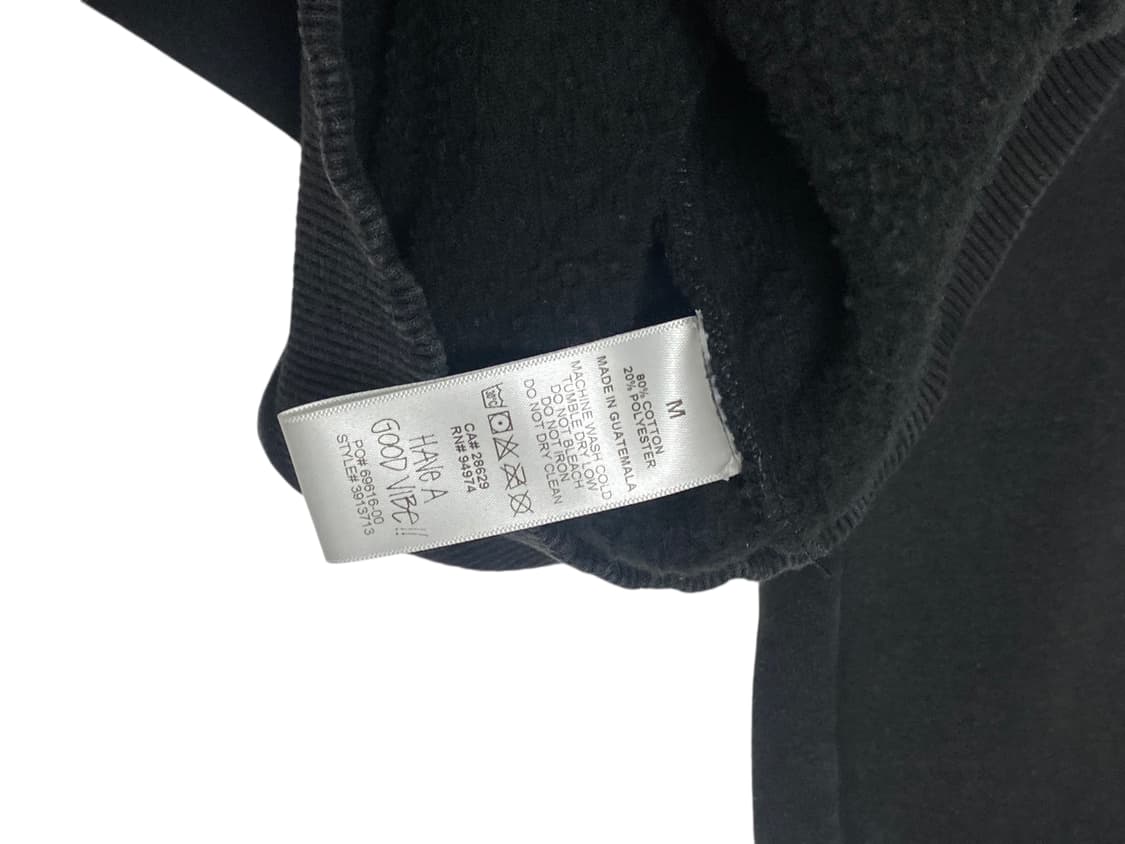 M
80% COTTON
20% POLYESTER
MADE IN GUATEMALA
MACHINE WASH COLD
TUMBLE DRY LOW
DO NOT BLEACH
DO NOT IRON
DO NOT DRY CLEAN
30°C
CA# 28629
RN# 94974
HAVE A
GOOD VIBE!!!
PO# 69616-00
STYLE# 3913713